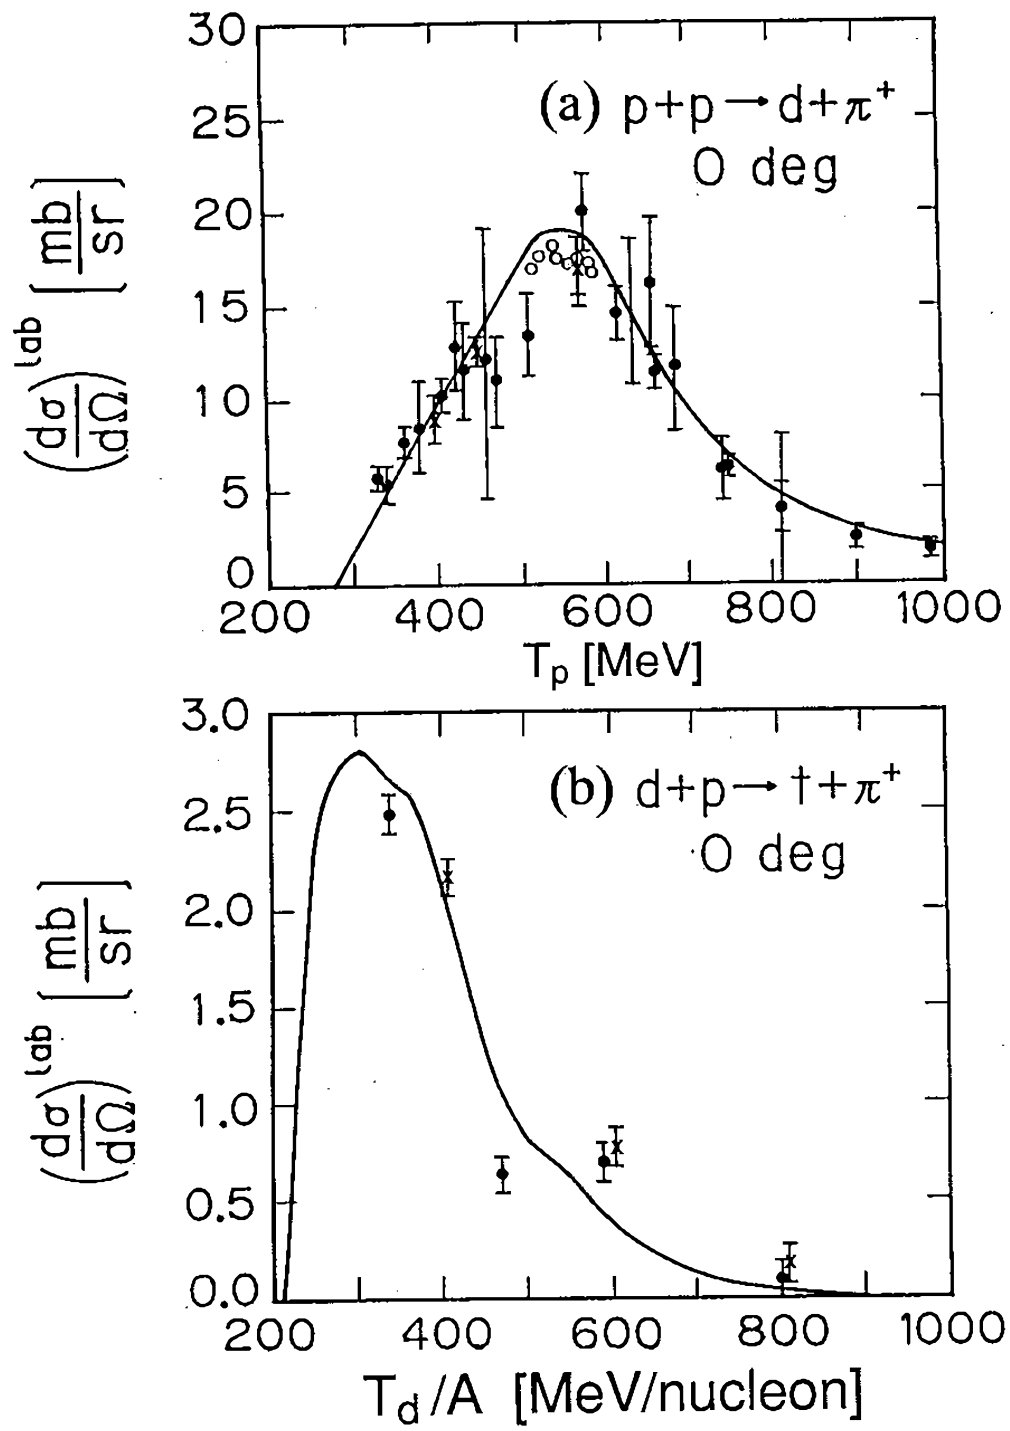 30
25
20
15
10
5
0
(a) p+p → d+π⁺
0 deg
(dσ/dΩ)^lab [mb/sr]
200 400 600 800 1000
T_p [MeV]
3.0
2.5
2.0
1.5
1.0
0.5
0.0
(b) d+p → t+π⁺
0 deg
(dσ/dΩ)^lab [mb/sr]
200 400 600 800 1000
T_d/A [MeV/nucleon]